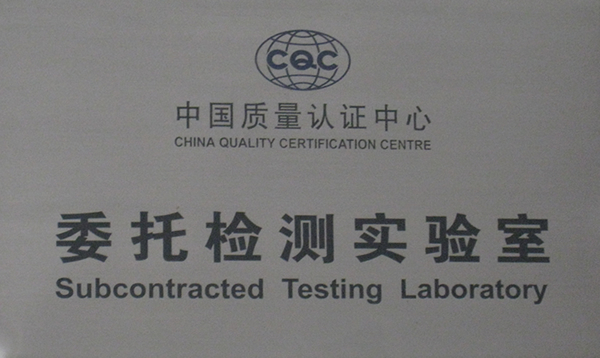 CQC
中国质量认证中心
CHINA QUALITY CERTIFICATION CENTRE
委托检测实验室
Subcontracted Testing Laboratory